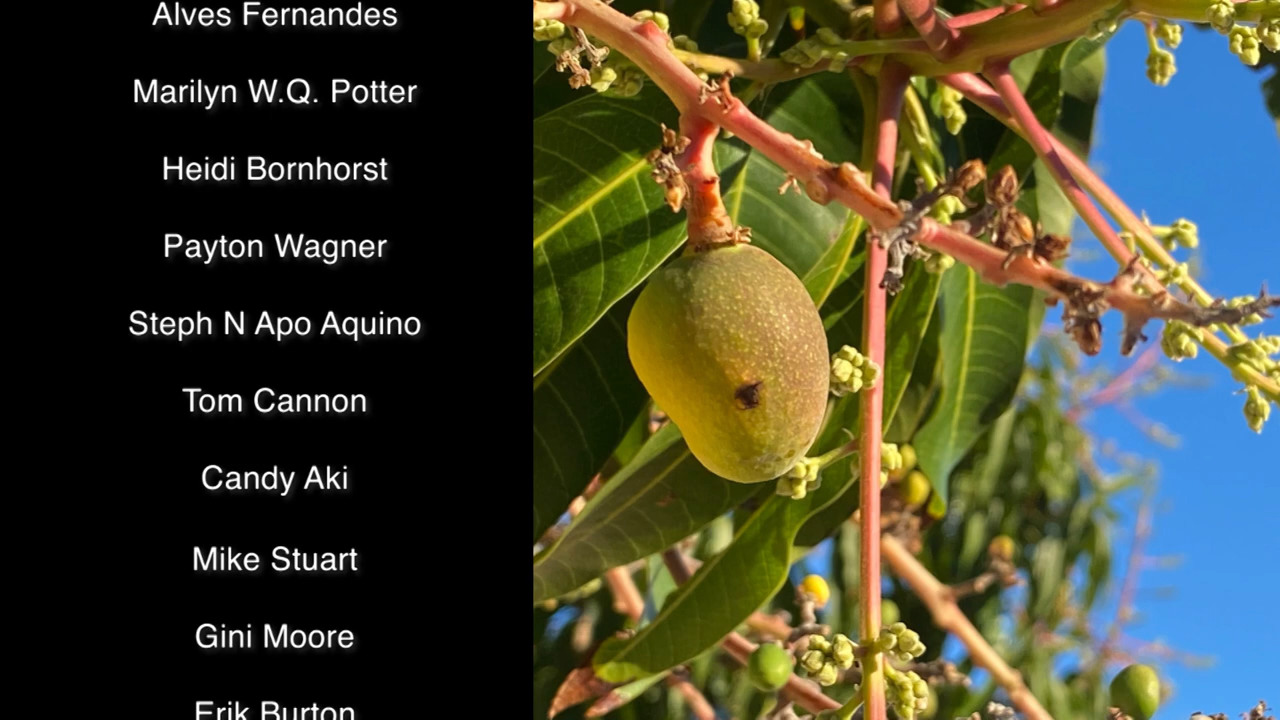 Alves Fernandes
Marilyn W.Q. Potter
Heidi Bornhorst
Payton Wagner
Steph N Apo Aquino
Tom Cannon
Candy Aki
Mike Stuart
Gini Moore
Erik Burton